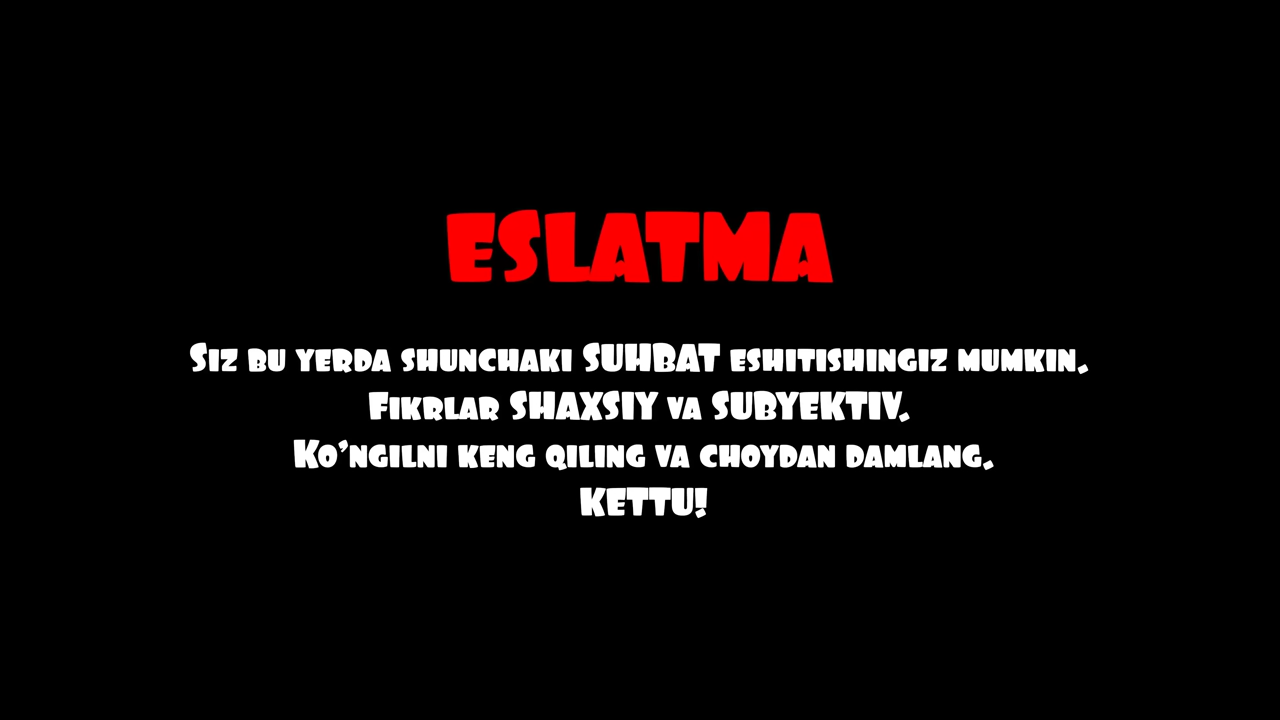 ESLATMA
Siz bu yerda shunchaki SUHBAT eshitishingiz mumkin.
Fikrlar SHAXSIY va SUBYEKTIV.
Ko'ngilni keng qiling va choydan damlang.
KETTU!